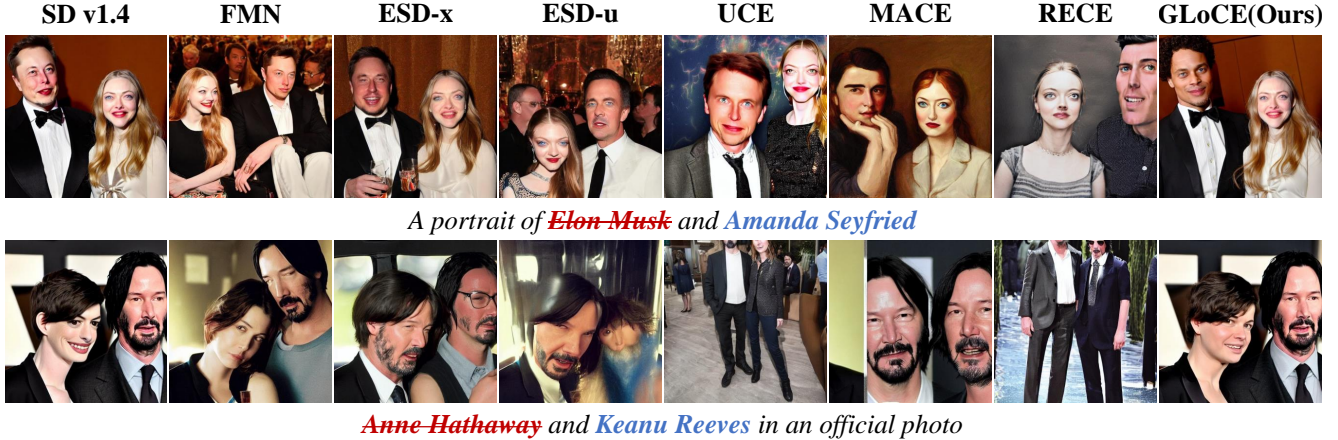 SD v1.4 FMN ESD-x ESD-u UCE MACE RECE GLoCE(Ours)
A portrait of Elon Musk and Amanda Seyfried
Anne Hathaway and Keanu Reeves in an official photo